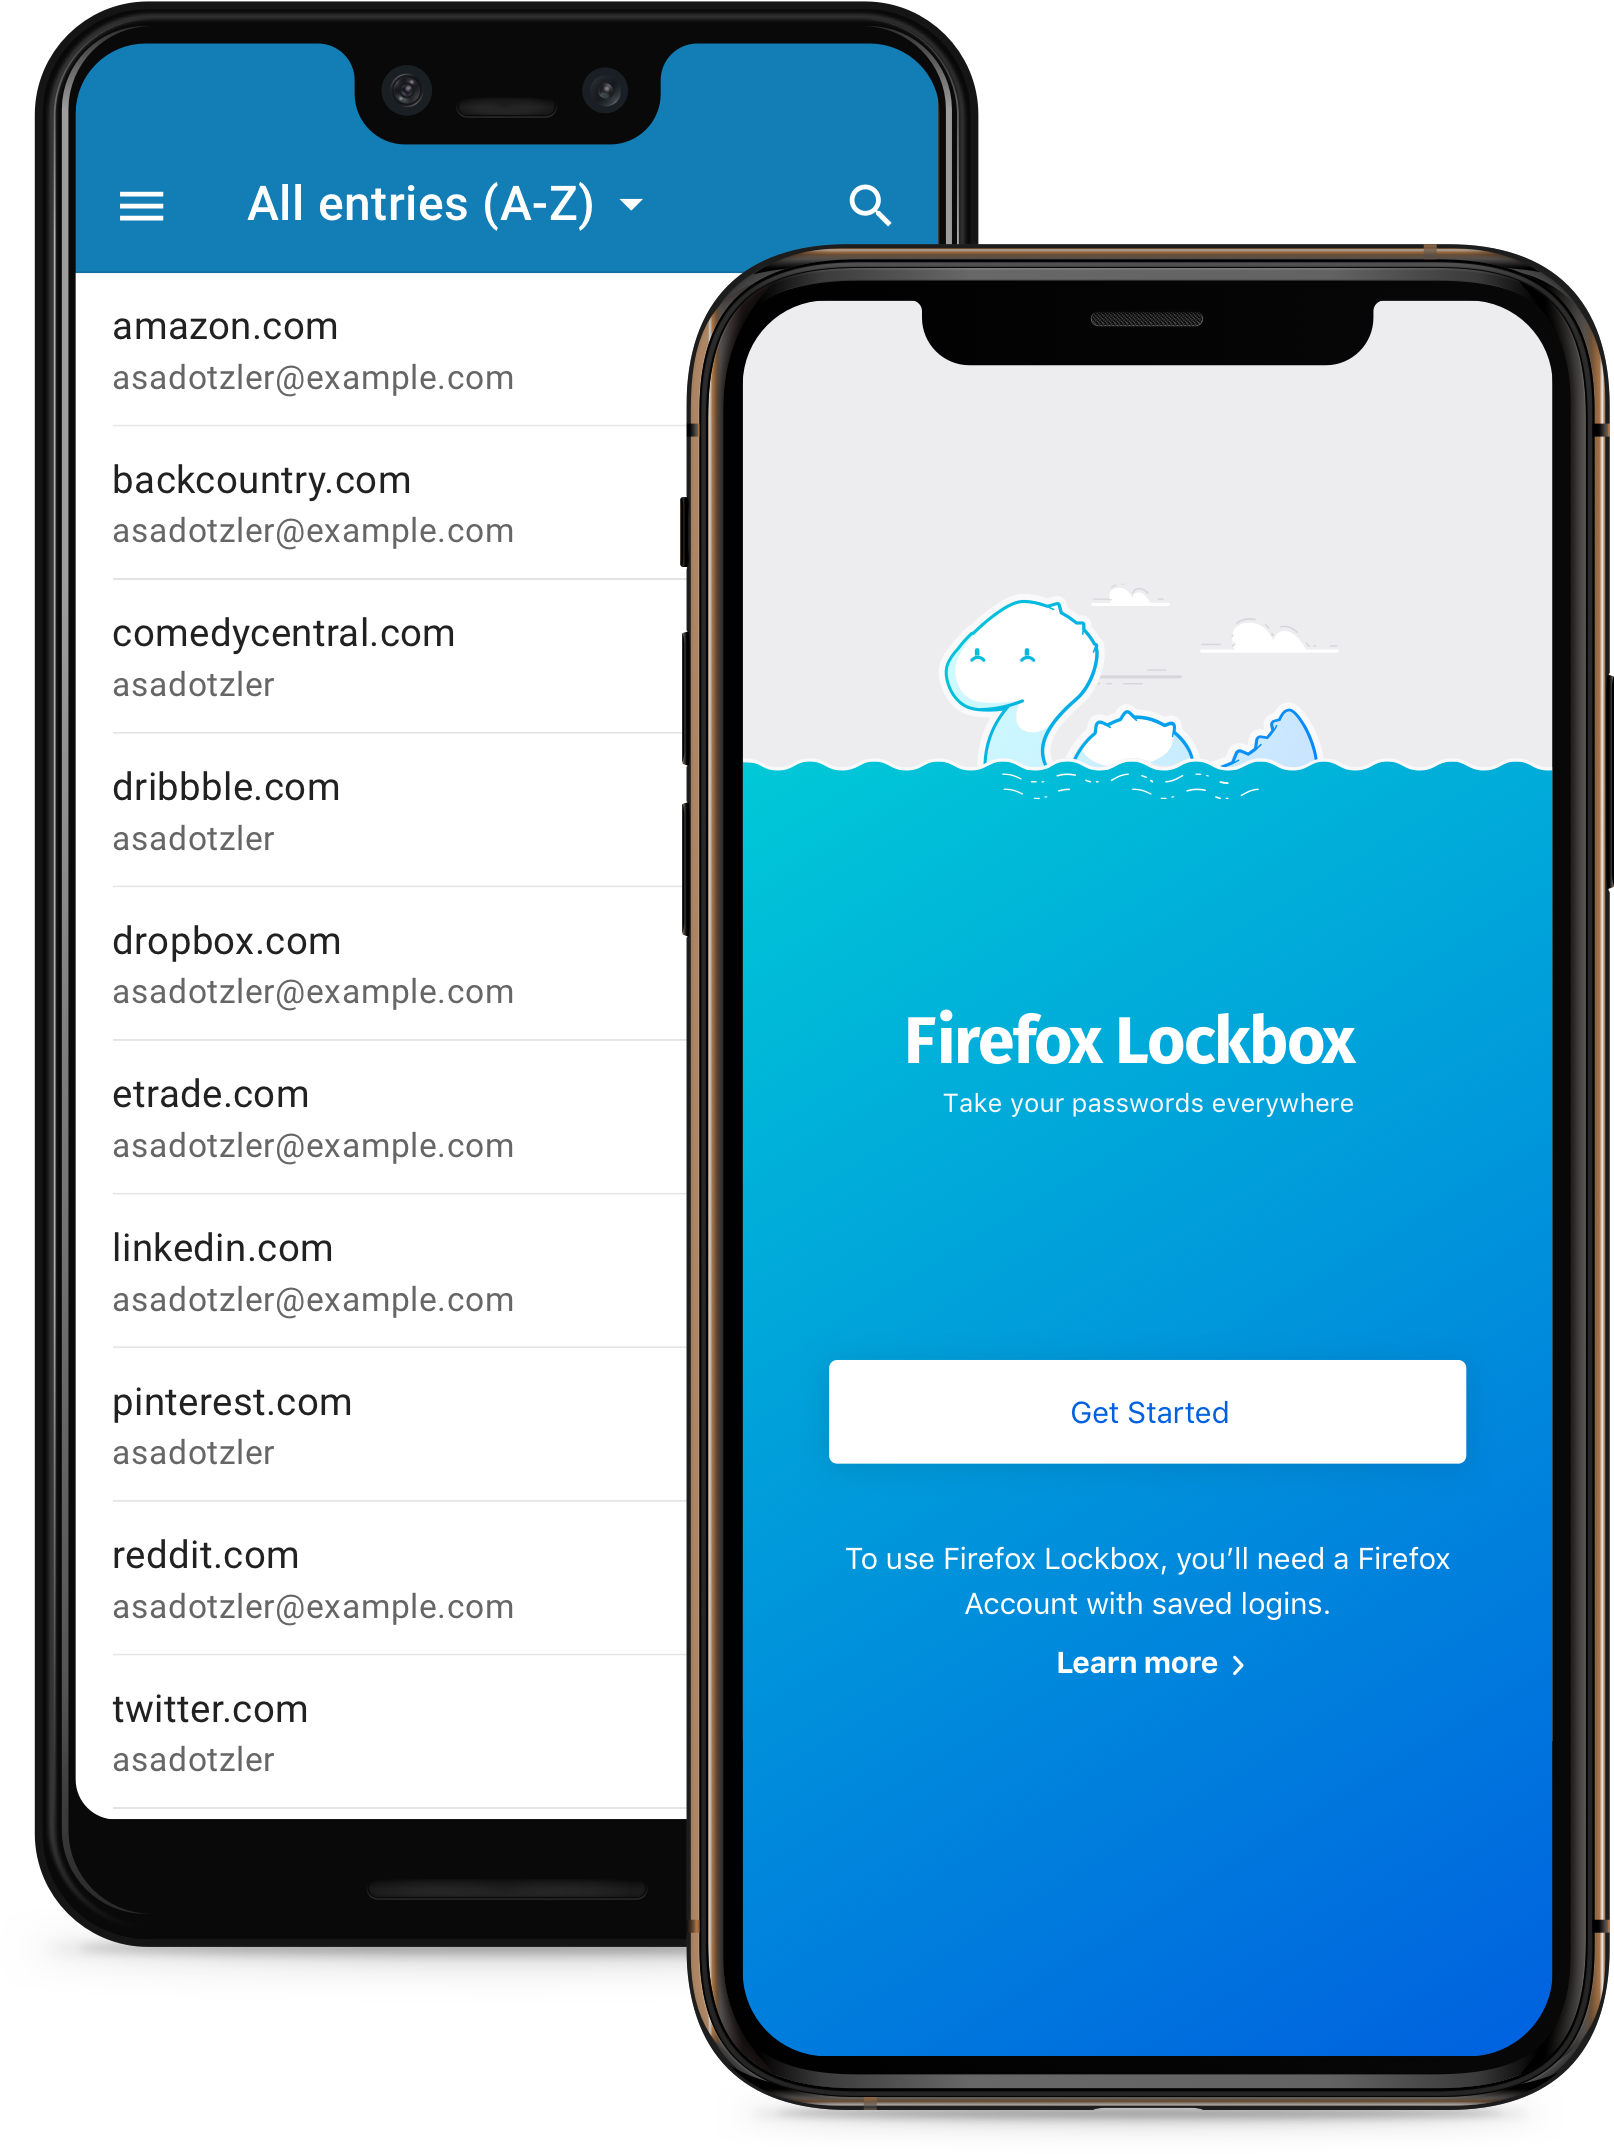 All entries (A-Z)
amazon.com
asadotzler@example.com
backcountry.com
asadotzler@example.com
comedycentral.com
asadotzler
dribbble.com
asadotzler
dropbox.com
asadotzler@example.com
etrade.com
asadotzler@example.com
linkedin.com
asadotzler@example.com
pinterest.com
asadotzler
reddit.com
asadotzler@example.com
twitter.com
asadotzler
Firefox Lockbox
Take your passwords everywhere
Get Started
To use Firefox Lockbox, you’ll need a Firefox
Account with saved logins.
Learn more